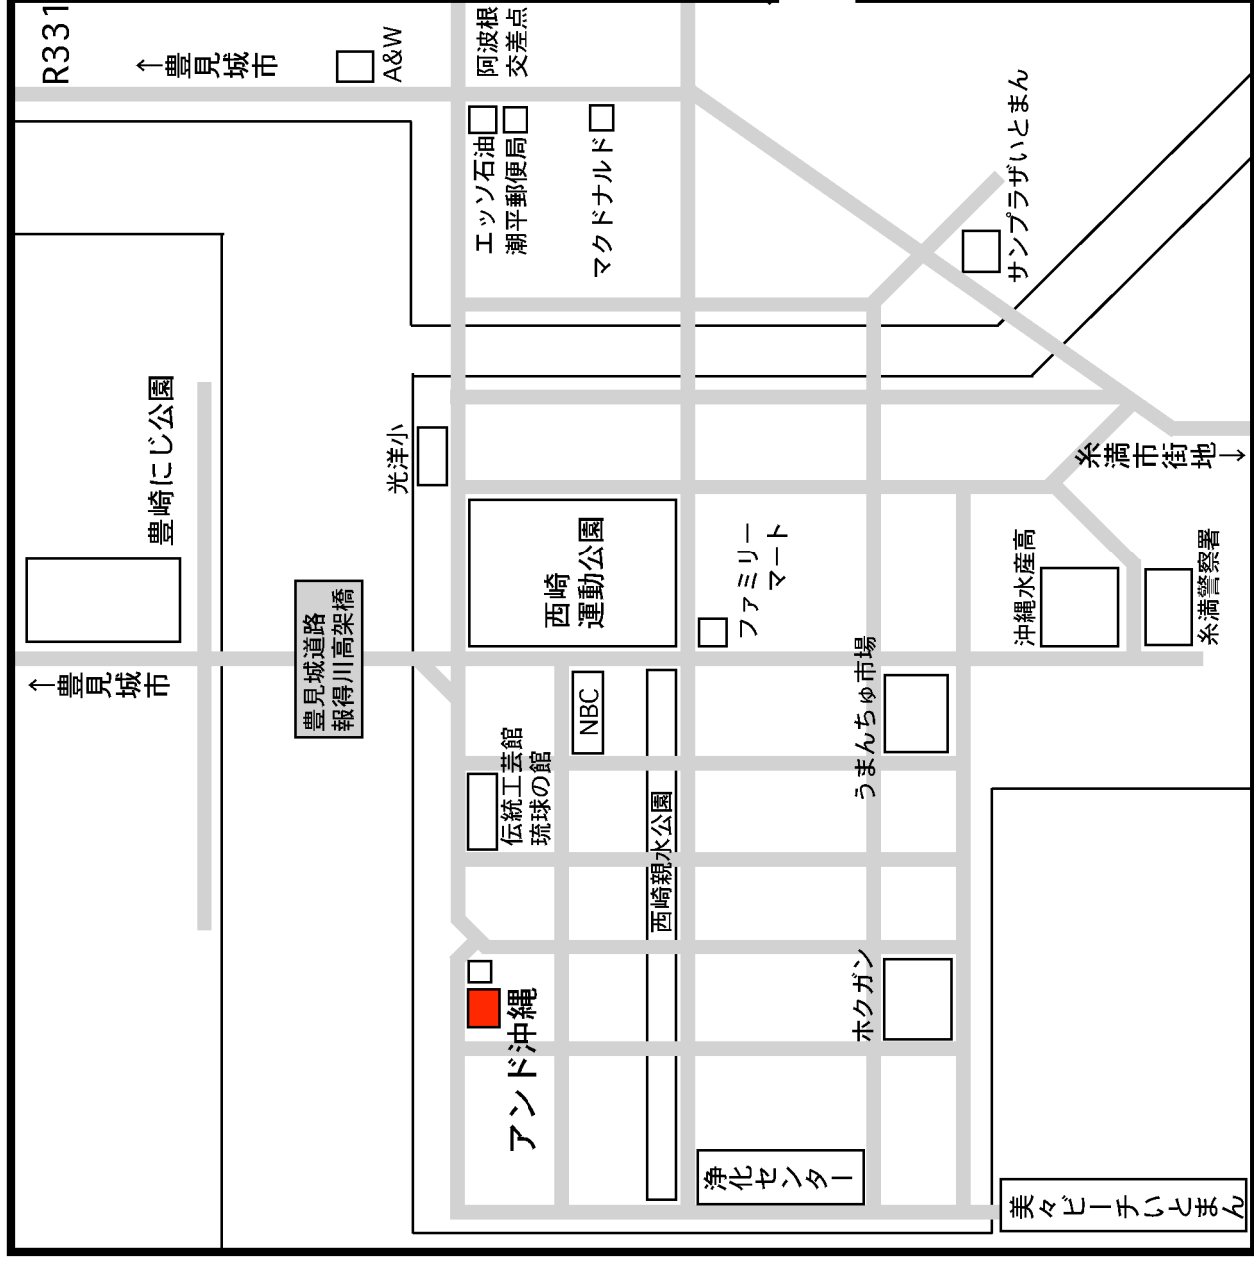 ↑豊見城市
豊崎にじ公園
R331
↑豊見城市
豊見城道路
報得川高架橋
光洋小
A&W
アンド沖縄
伝統工芸館
琉球の館
NBC
西崎
運動公園
エッソ石油
潮平郵便局
阿波根
交差点
マクドナルド
西崎親水公園
浄化センター
ファミリー
マート
ホクガン
うまんちゅ市場
サンプラザいとまん
美々ビーチいとまん
沖縄水産高
糸満市街地↓
糸満警察署